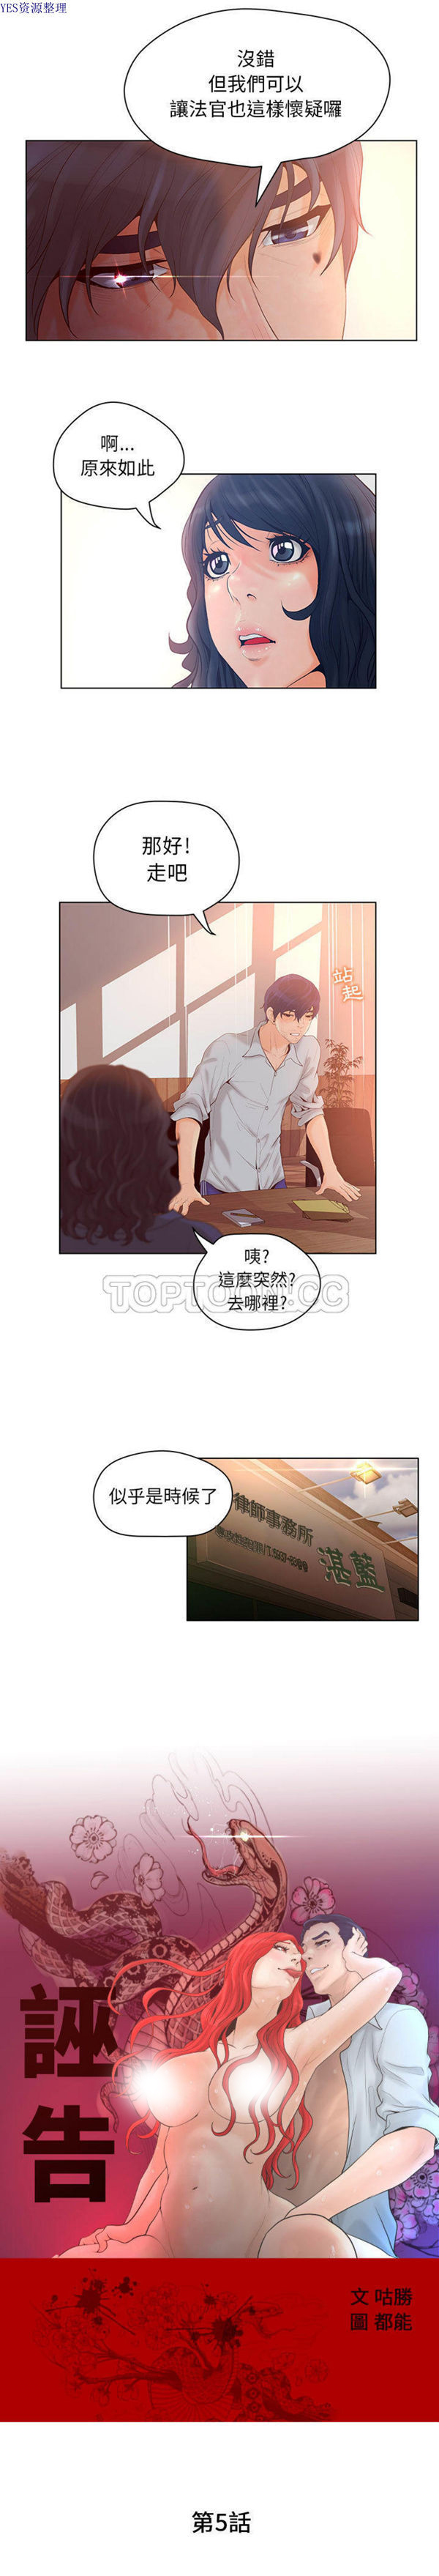 YES资源整理
沒錯
但我們可以
讓法官也這樣懷疑囉
啊...
原來如此
那好!
走吧
站起
咦?
這麼突然?
去哪裡?
TOPTOON.CC
似乎是時候了
律師事務所
湛藍
誣告
文 咕勝
圖 都能
第5話